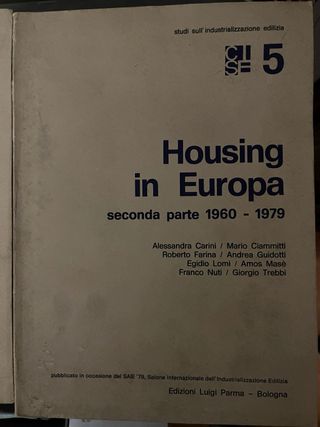 studi sull'industrializzazione edilizia
CISE 5
Housing
in Europa
seconda parte 1960 - 1979
Alessandra Carini / Mario Ciammitti
Roberto Farina / Andrea Guidotti
Egidio Lomi / Amos Masè
Franco Nuti / Giorgio Trebbi
pubblicato in occasione del SAIE '79, Salone Internazionale dell'Industrializzazione Edilizia
Edizioni Luigi Parma - Bologna